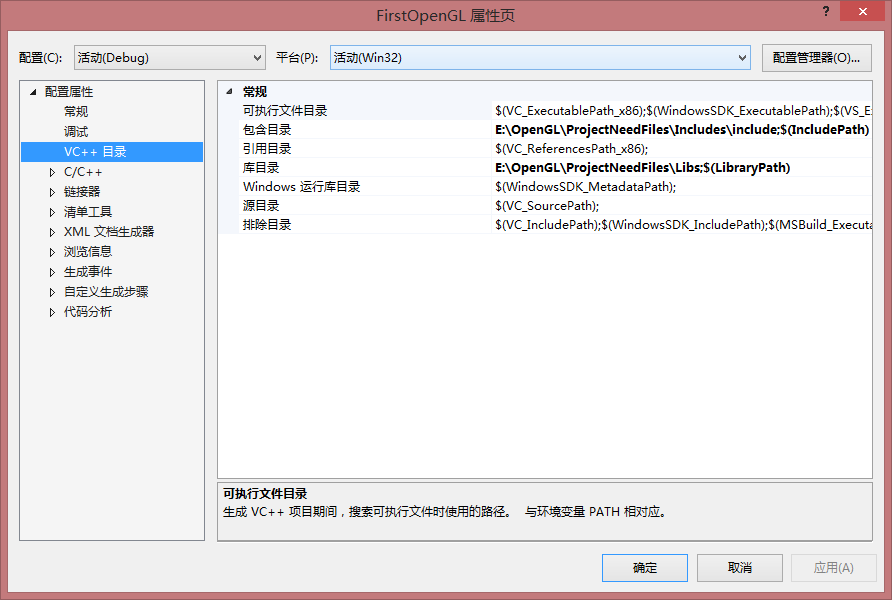 FirstOpenGL 属性页
?
配置(C):
活动(Debug)
平台(P):
活动(Win32)
配置管理器(O)...
配置属性
常规
调试
VC++ 目录
C/C++
链接器
清单工具
XML 文档生成器
浏览信息
生成事件
自定义生成步骤
代码分析
常规
可执行文件目录 $(VC_ExecutablePath_x86);$(WindowsSDK_ExecutablePath);$(VS_E
包含目录 E:\OpenGL\ProjectNeedFiles\Includes\include;$(IncludePath)
引用目录 $(VC_ReferencesPath_x86);
库目录 E:\OpenGL\ProjectNeedFiles\Libs;$(LibraryPath)
Windows 运行库目录 $(WindowsSDK_MetadataPath);
源目录 $(VC_SourcePath);
排除目录 $(VC_IncludePath);$(WindowsSDK_IncludePath);$(MSBuild_Executa
可执行文件目录
生成 VC++ 项目期间，搜索可执行文件时使用的路径。 与环境变量 PATH 相对应。
确定
取消
应用(A)